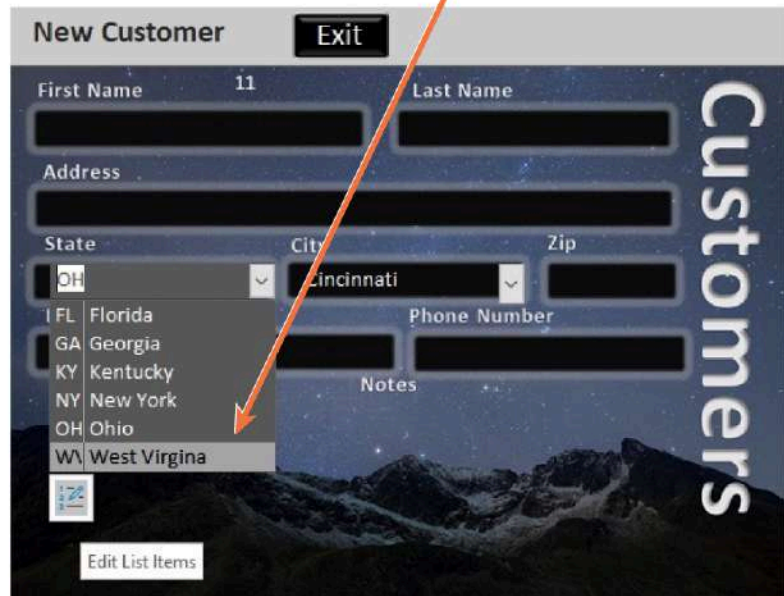 New Customer Exit
First Name 11 Last Name
Address
State City Zip
OH Cincinnati
FL Florida
Phone Number
GA Georgia
KY Kentucky
Notes
NY New York
OH Ohio
WV West Virgina
Edit List Items
Customers